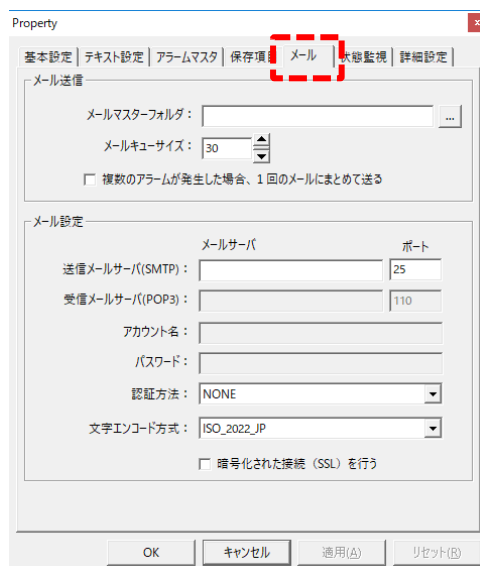 Property
基本設定 テキスト設定 アラームマスタ 保存項目 メール 状態監視 詳細設定
メール送信
メールマスターフォルダ： ...
メールキューサイズ： 30
複数のアラームが発生した場合、1回のメールにまとめて送る
メール設定
メールサーバ ポート
送信メールサーバ(SMTP)： 25
受信メールサーバ(POP3)： 110
アカウント名：
パスワード：
認証方法： NONE
文字エンコード方式： ISO_2022_JP
暗号化された接続（SSL）を行う
OK キャンセル 適用(A) リセット(R)